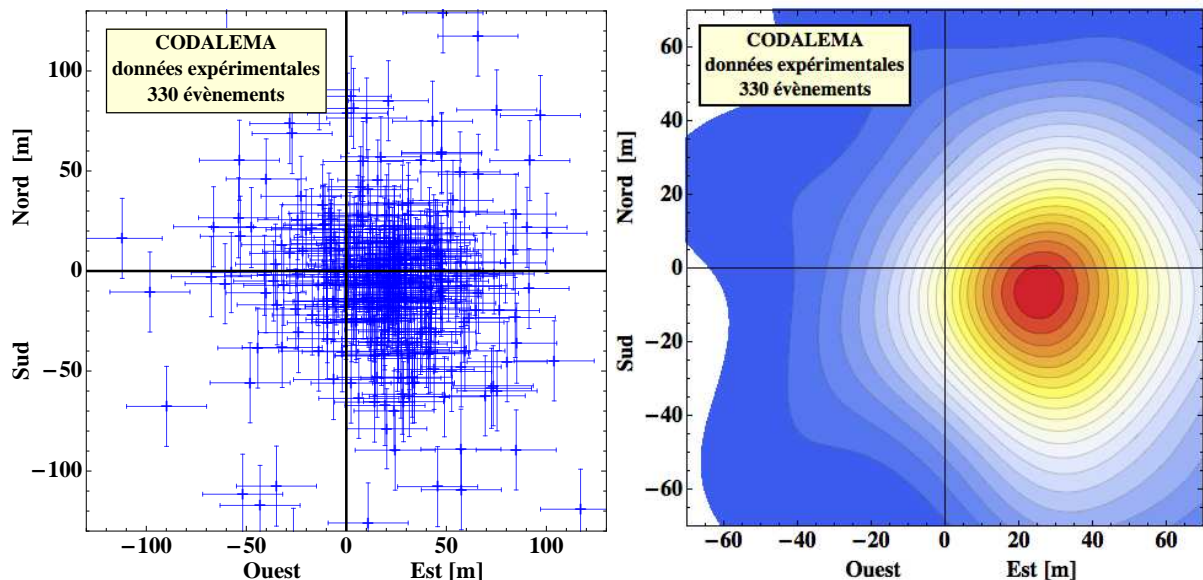 CODALEMA
données expérimentales
330 évènements
Nord [m]
Sud
100
50
0
−50
−100
−100 −50 0 50 100
Ouest Est [m]
CODALEMA
données expérimentales
330 évènements
Nord [m]
Sud
60
40
20
0
−20
−40
−60
−60 −40 −20 0 20 40 60
Ouest Est [m]